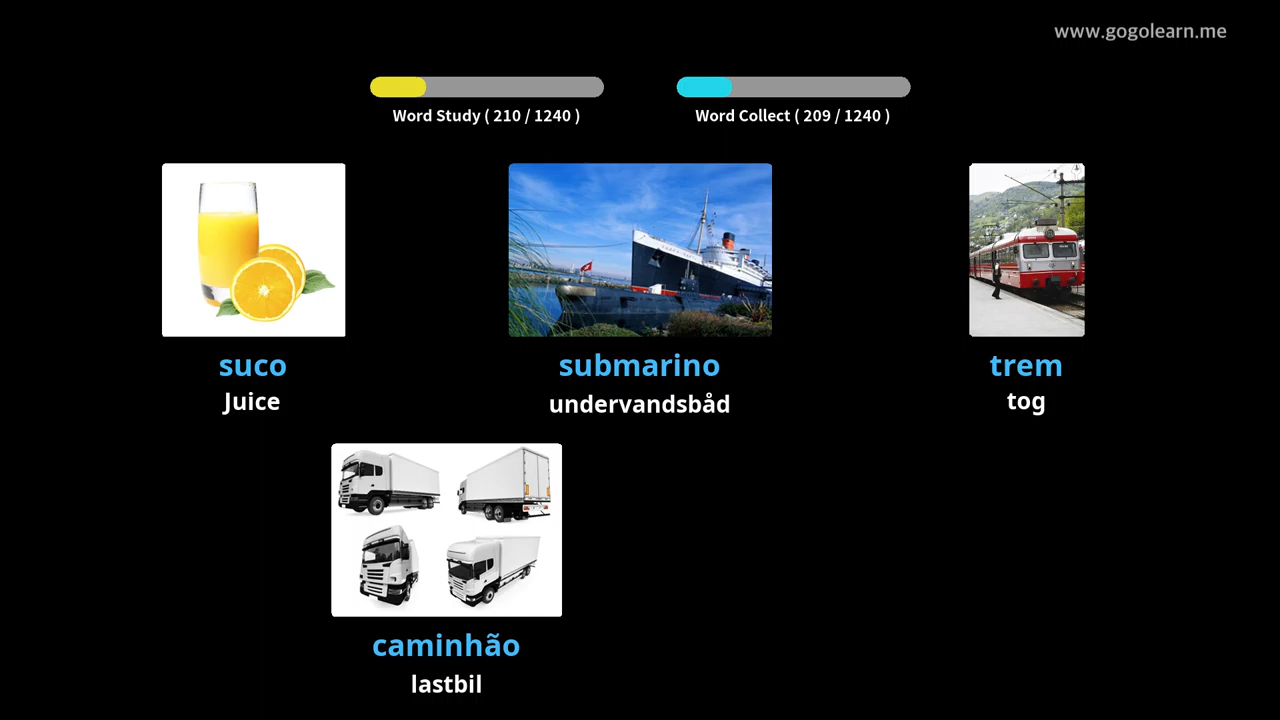 www.gogolearn.me
Word Study ( 210 / 1240 )
Word Collect ( 209 / 1240 )
suco
Juice
submarino
undervandsbåd
trem
tog
caminhão
lastbil